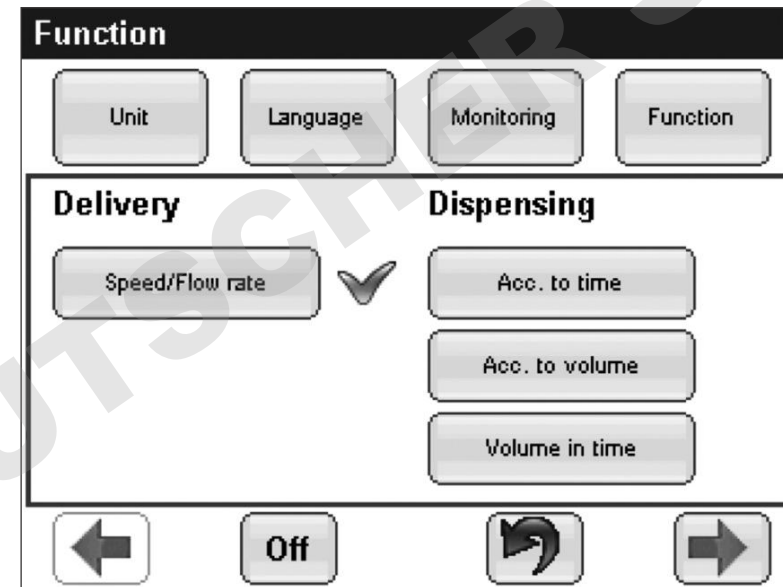 Function
Unit Language Monitoring Function
Delivery Dispensing
Speed/Flow rate Acc. to time
Acc. to volume
Volume in time
Off